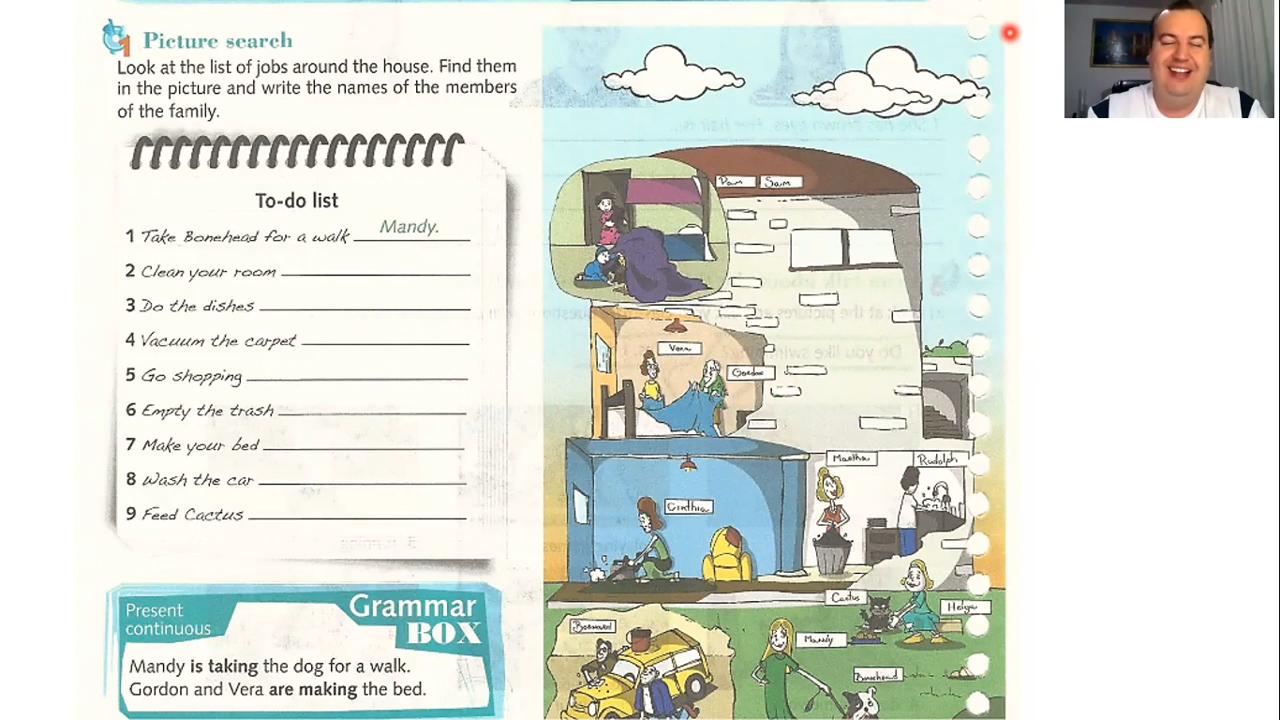 Picture search
Look at the list of jobs around the house. Find them
in the picture and write the names of the members
of the family.
To-do list
1 Take Bonehead for a walk Mandy.
2 Clean your room
3 Do the dishes
4 Vacuum the carpet
5 Go shopping
6 Empty the trash
7 Make your bed
8 Wash the car
9 Feed Cactus
Present
continuous
Grammar
BOX
Mandy is taking the dog for a walk.
Gordon and Vera are making the bed.
Pam Sam
Vera
Gordon
Martha Rudolph
Cinthia
Cactus
Helga
Mandy
Bonehead